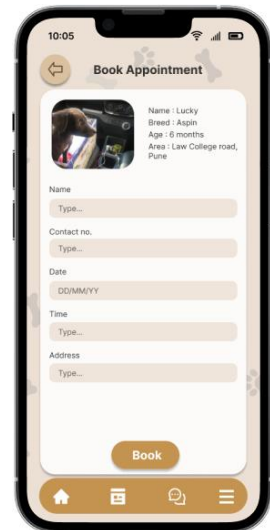 10:05
Book Appointment
Name : Lucky
Breed : Aspin
Age : 6 months
Area : Law College road,
Pune
Name
Type...
Contact no.
Type...
Date
DD/MM/YY
Time
Type...
Address
Type...
Book